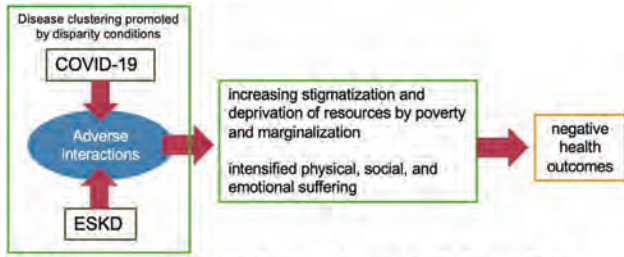 Disease clustering promoted
by disparity conditions
COVID-19
Adverse
interactions
ESKD
increasing stigmatization and
deprivation of resources by poverty
and marginalization
intensified physical, social, and
emotional suffering
negative
health
outcomes